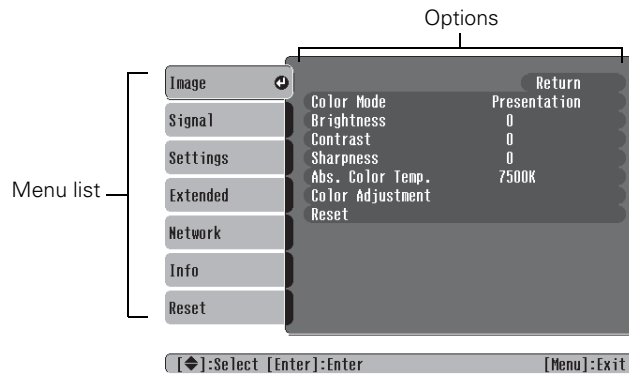 Options
Menu list
Image
Signal
Settings
Extended
Network
Info
Reset
Return
Color Mode Presentation
Brightness 0
Contrast 0
Sharpness 0
Abs. Color Temp. 7500K
Color Adjustment
Reset
[◆]:Select [Enter]:Enter [Menu]:Exit